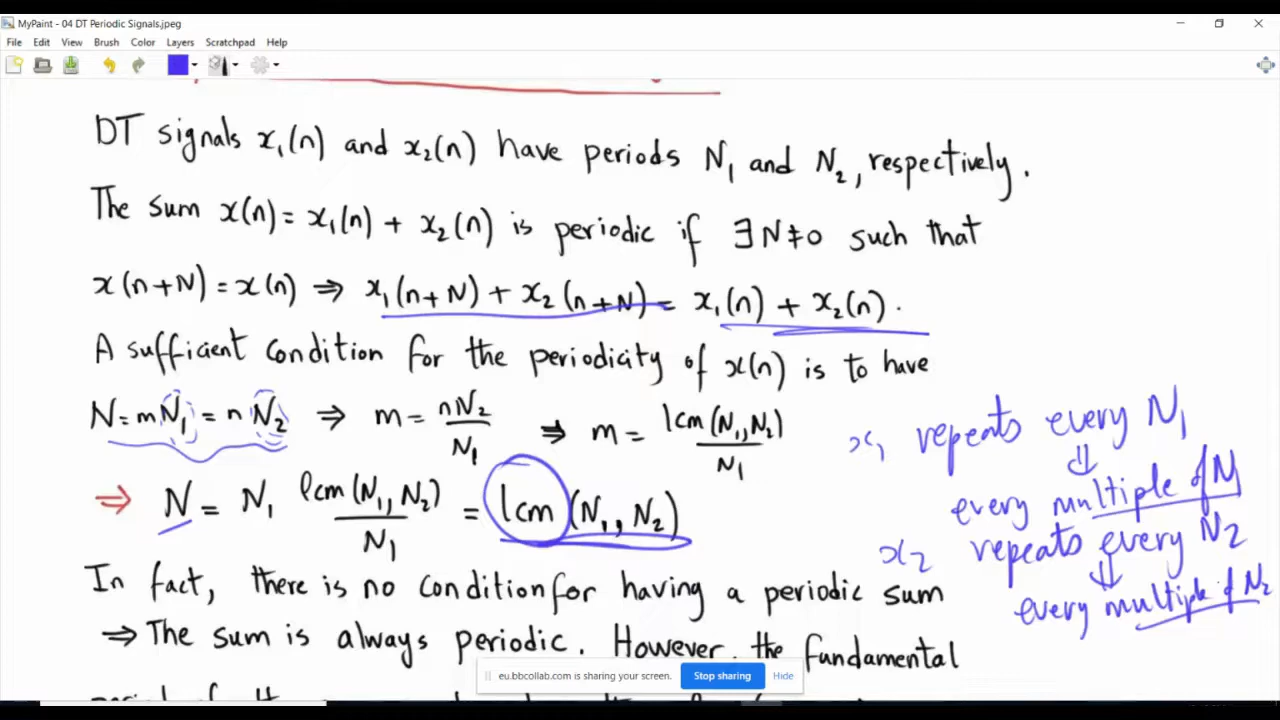 MyPaint - 04 DT Periodic Signals.jpeg
File Edit View Brush Color Layers Scratchpad Help
DT signals x₁(n) and x₂(n) have periods N₁ and N₂, respectively.
The sum x(n) = x₁(n) + x₂(n) is periodic if ∃N≠0 such that
x(n+N) = x(n) ⇒ x₁(n+N) + x₂(n+N) = x₁(n) + x₂(n).
A sufficient condition for the periodicity of x(n) is to have
N = mN₁ = nN₂ ⇒ m = nN₂/N₁ ⇒ m = lcm(N₁,N₂)/N₁
⇒ N = N₁ lcm(N₁,N₂)/N₁ = lcm(N₁,N₂)
x₁ repeats every N₁
⇓
every multiple of N₁
x₂ repeats every N₂
⇓
every multiple of N₂
In fact, there is no condition for having a periodic sum
⇒ The sum is always periodic. However, the fundamental
eu.bbcollab.com is sharing your screen. Stop sharing Hide